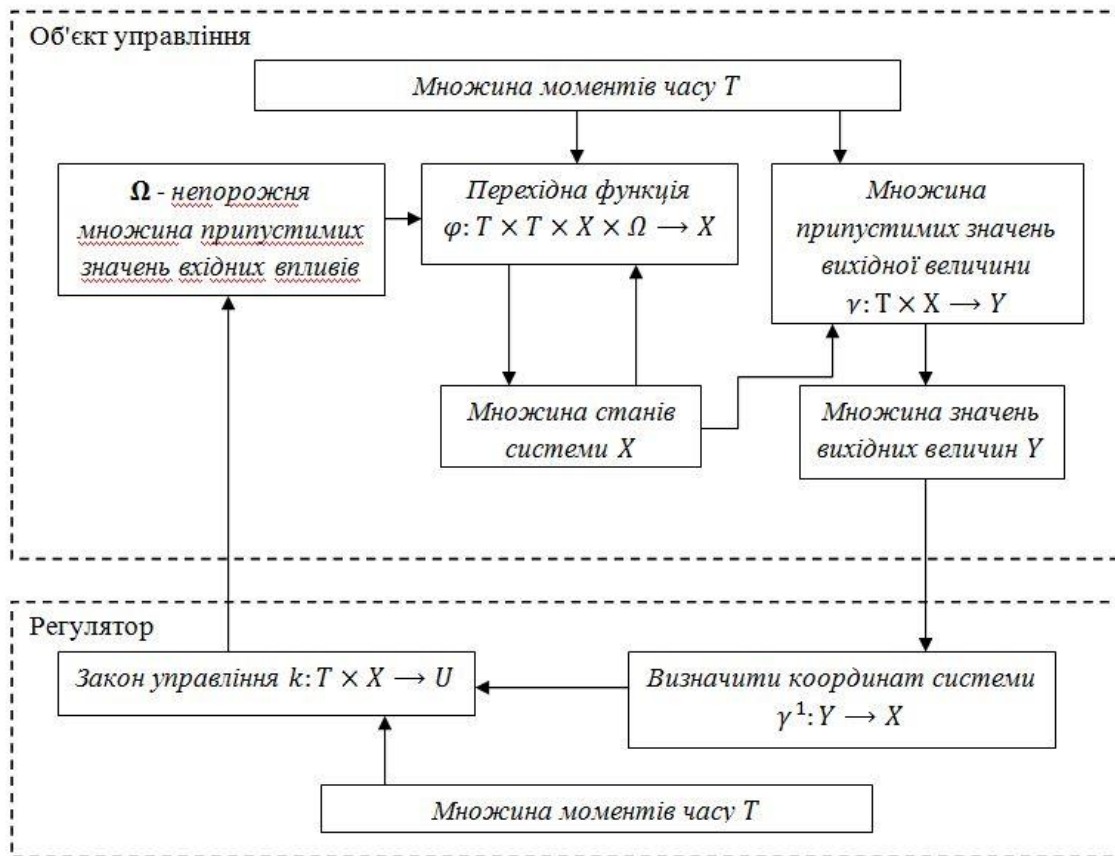 Об'єкт управління
Множина моментів часу T
Ω - непорожня
множина припустимих
значень вхідних впливів
Перехідна функція
φ: T × T × X × Ω ⟶ X
Множина
припустимих значень
вихідної величини
γ: T × X ⟶ Y
Множина станів
системи X
Множина значень
вихідних величин Y
Регулятор
Закон управління k: T × X ⟶ U
Визначити координат системи
γ¹: Y ⟶ X
Множина моментів часу T